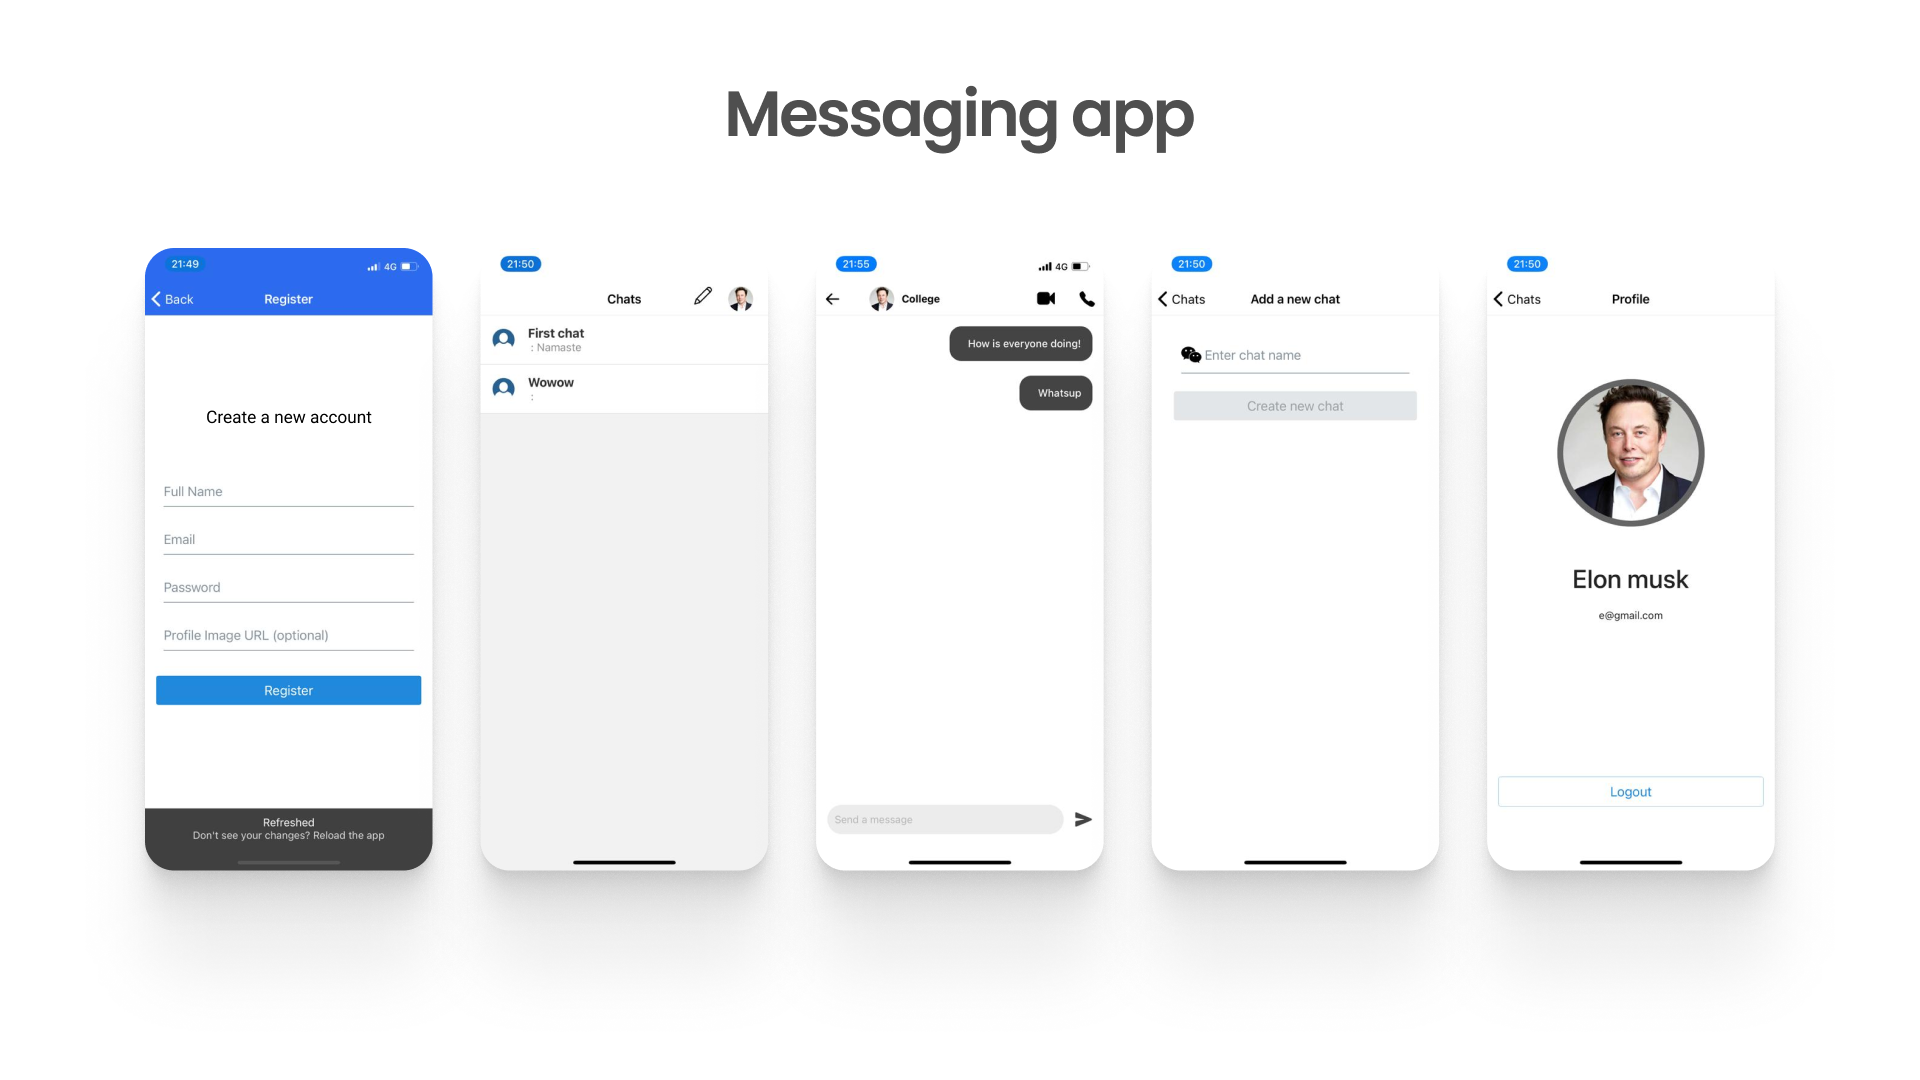 Messaging app
21:49
4G
Back
Register
Create a new account
Full Name
Email
Password
Profile Image URL (optional)
Register
Refreshed
Don't see your changes? Reload the app
21:50
Chats
First chat
: Namaste
Wowow
:
21:55
4G
College
How is everyone doing!
Whatsup
Send a message
21:50
Chats
Add a new chat
Enter chat name
Create new chat
21:50
Chats
Profile
Elon musk
e@gmail.com
Logout